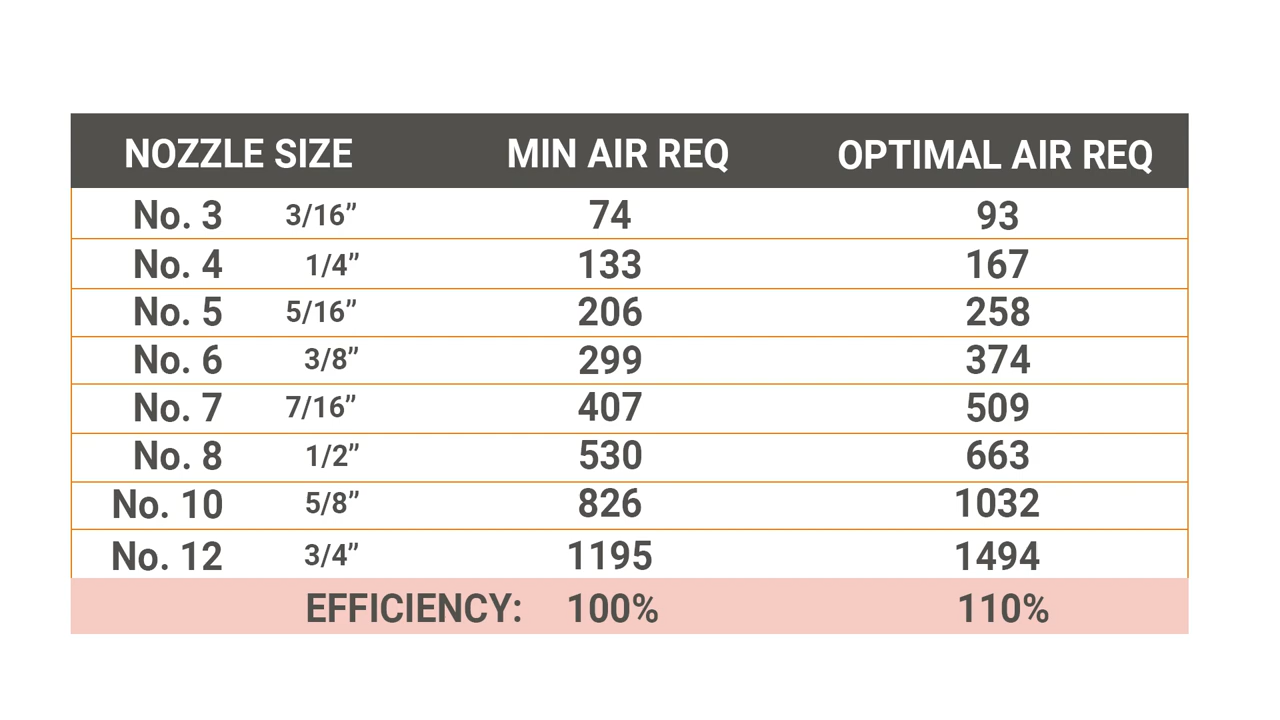 NOZZLE SIZE MIN AIR REQ OPTIMAL AIR REQ
No. 3 3/16” 74 93
No. 4 1/4” 133 167
No. 5 5/16” 206 258
No. 6 3/8” 299 374
No. 7 7/16” 407 509
No. 8 1/2” 530 663
No. 10 5/8” 826 1032
No. 12 3/4” 1195 1494
EFFICIENCY: 100% 110%